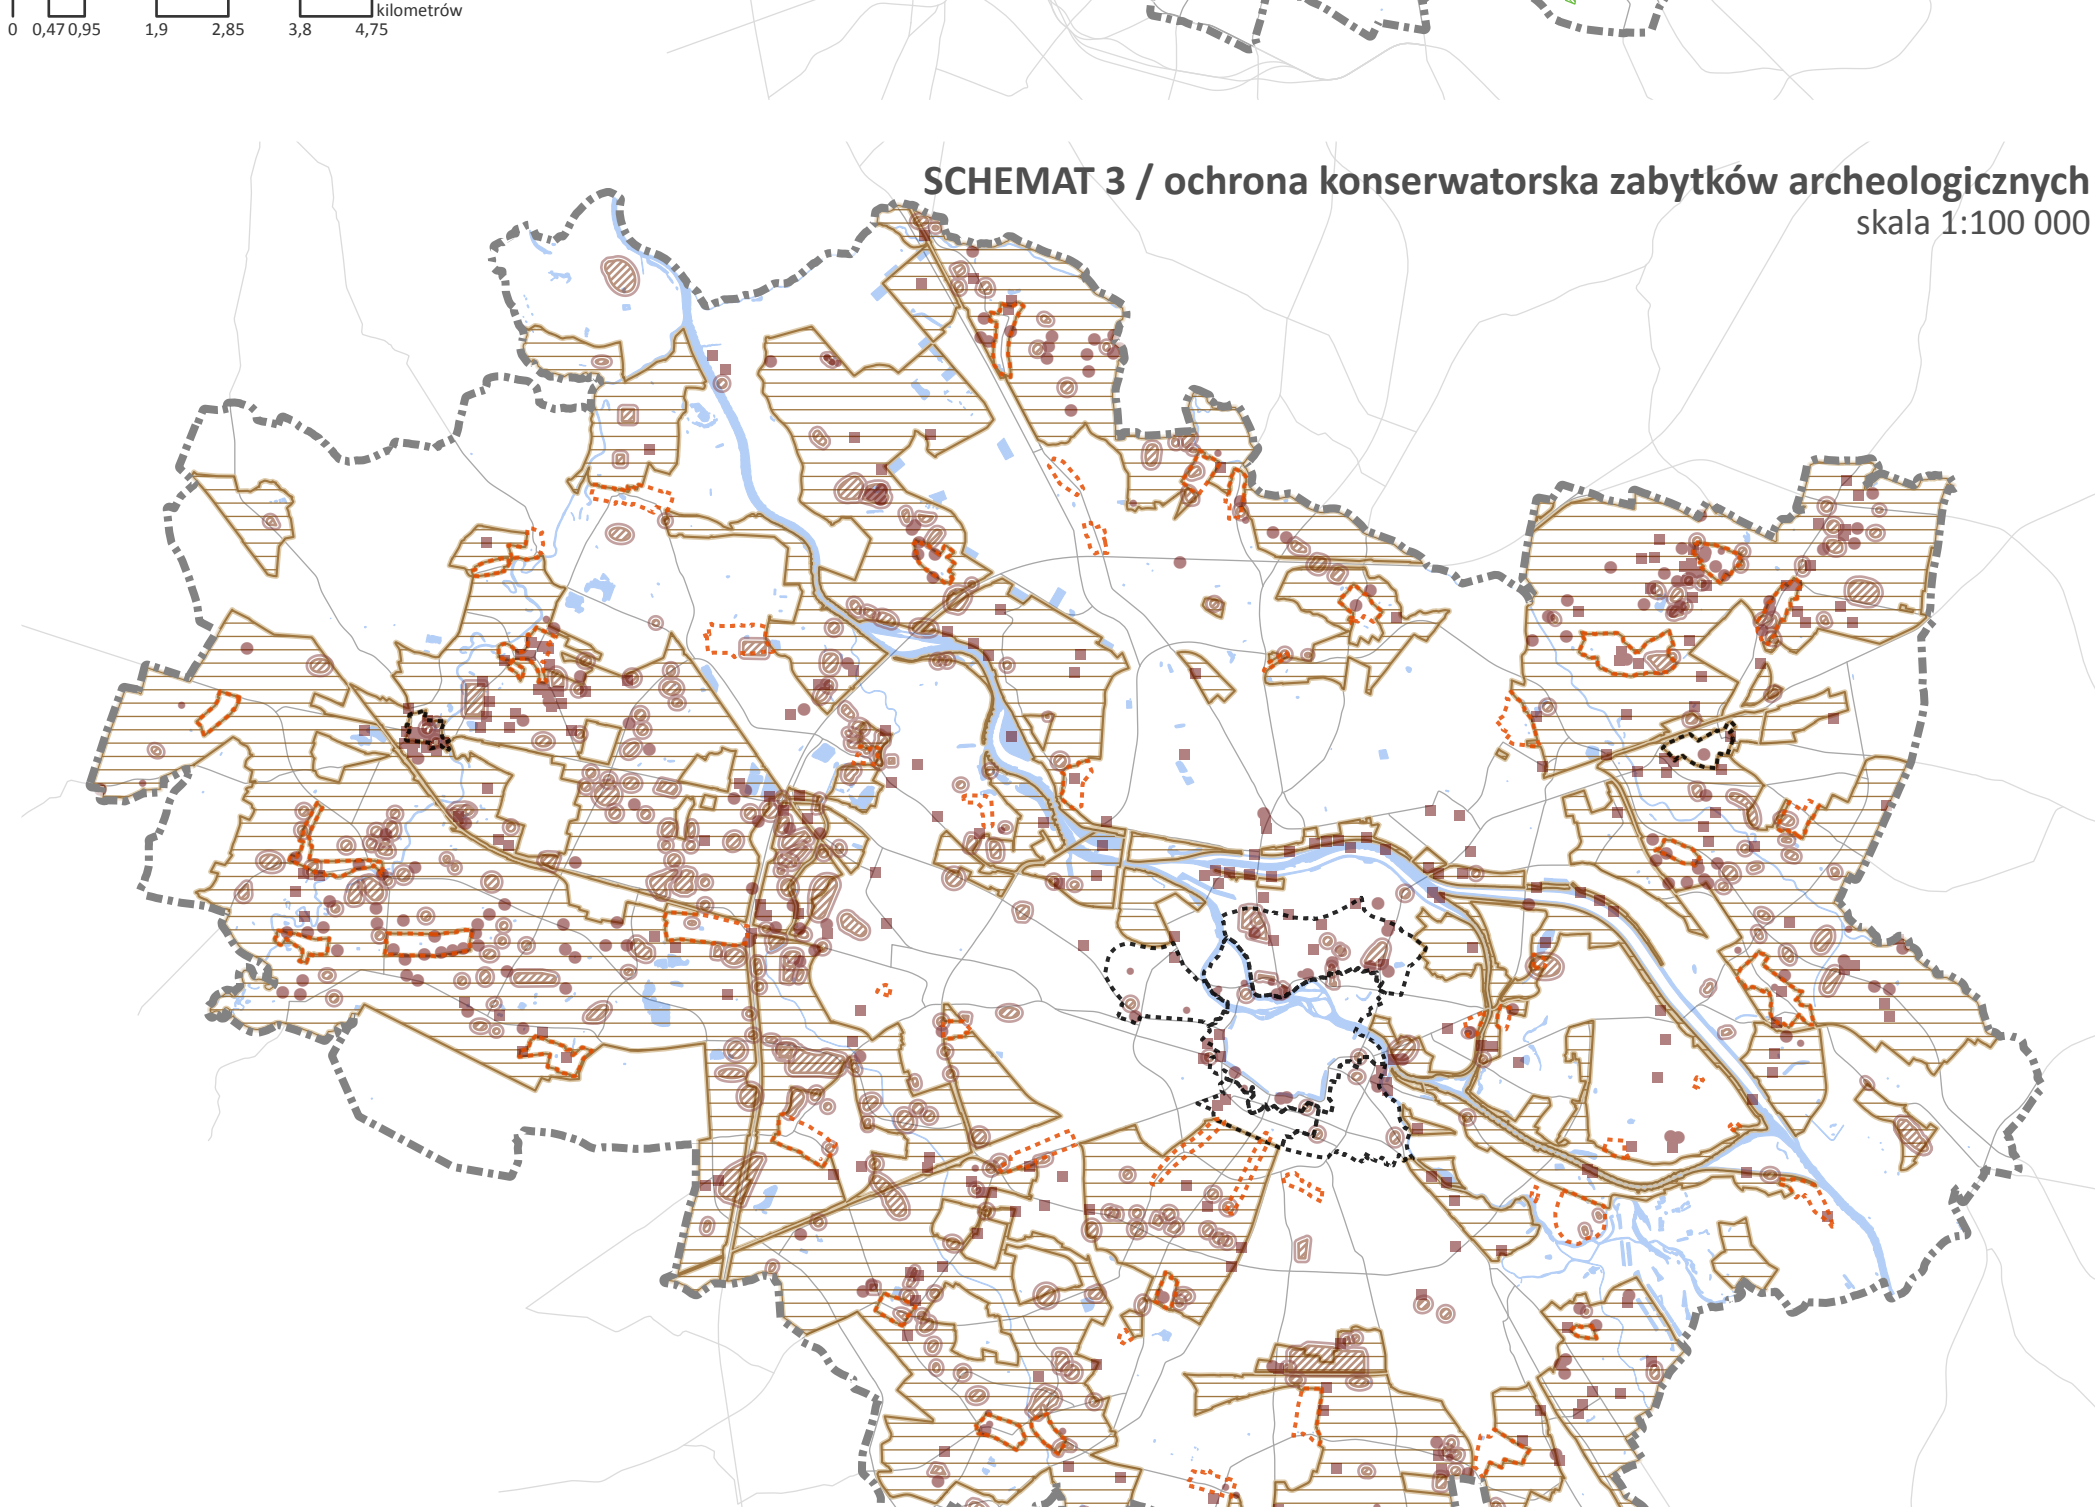 kilometrów
0 0,47 0,95 1,9 2,85 3,8 4,75
SCHEMAT 3 / ochrona konserwatorska zabytków archeologicznych
skala 1:100 000